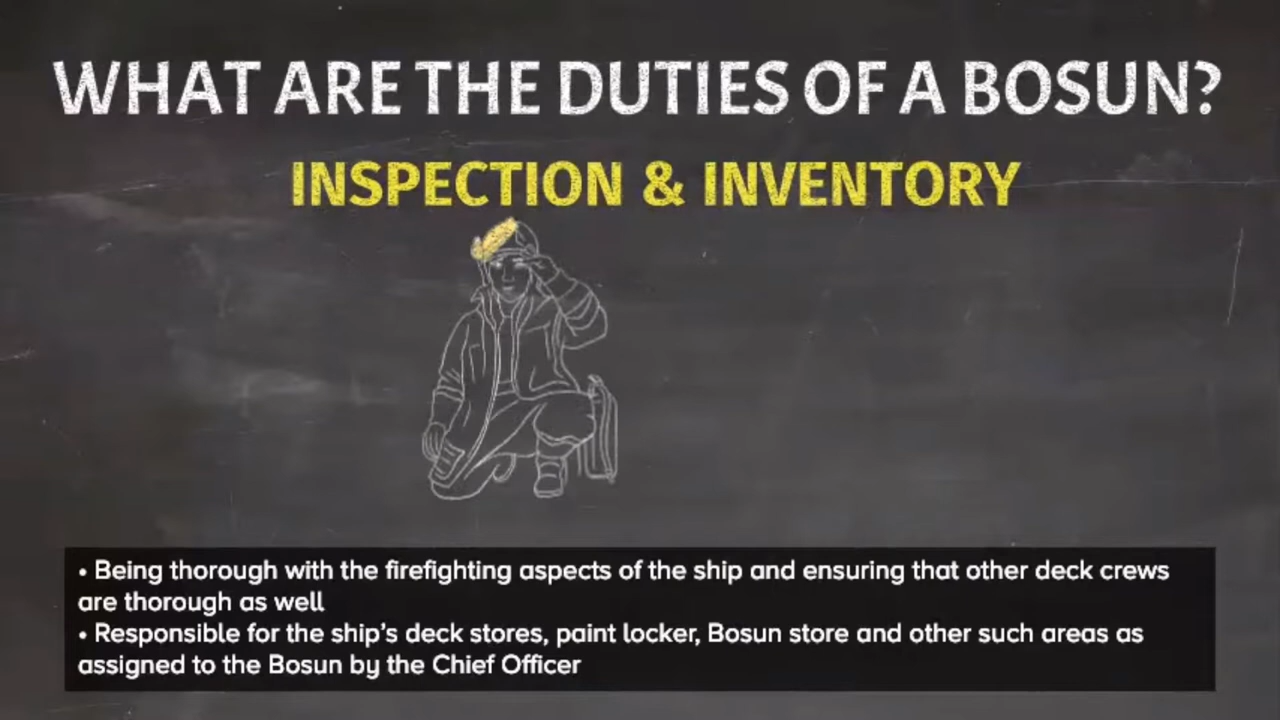 WHAT ARE THE DUTIES OF A BOSUN?
INSPECTION & INVENTORY
• Being thorough with the firefighting aspects of the ship and ensuring that other deck crews
are thorough as well
• Responsible for the ship's deck stores, paint locker, Bosun store and other such areas as
assigned to the Bosun by the Chief Officer